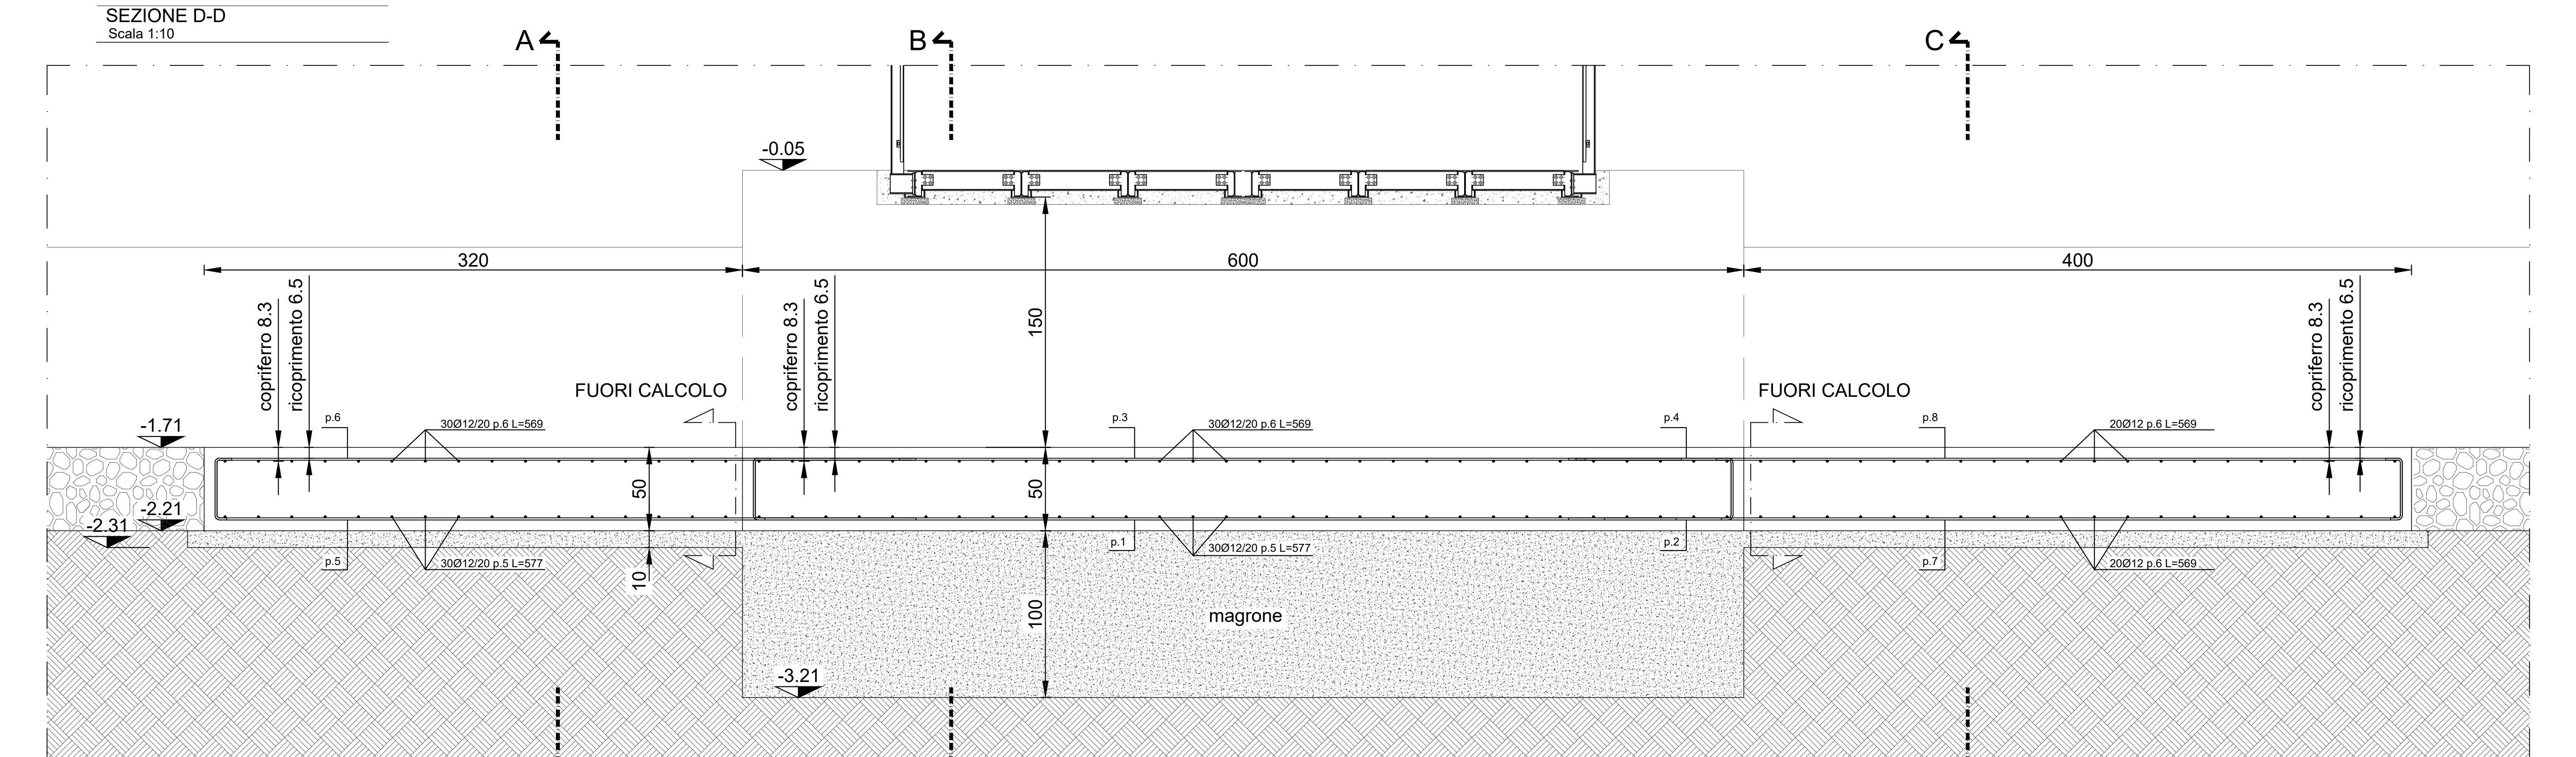 SEZIONE D-D
Scala 1:10
A
B
C
-0.05
320
600
400
copriferro 8.3
ricoprimento 6.5
copriferro 8.3
ricoprimento 6.5
150
copriferro 8.3
ricoprimento 6.5
FUORI CALCOLO
FUORI CALCOLO
-1.71
p.6
30Ø12/20 p.6 L=569
p.3
30Ø12/20 p.6 L=569
p.4
p.8
20Ø12 p.6 L=569
50
50
-2.21
-2.31
p.5
30Ø12/20 p.5 L=577
10
p.1
30Ø12/20 p.5 L=577
p.2
p.7
20Ø12 p.6 L=569
100
magrone
-3.21